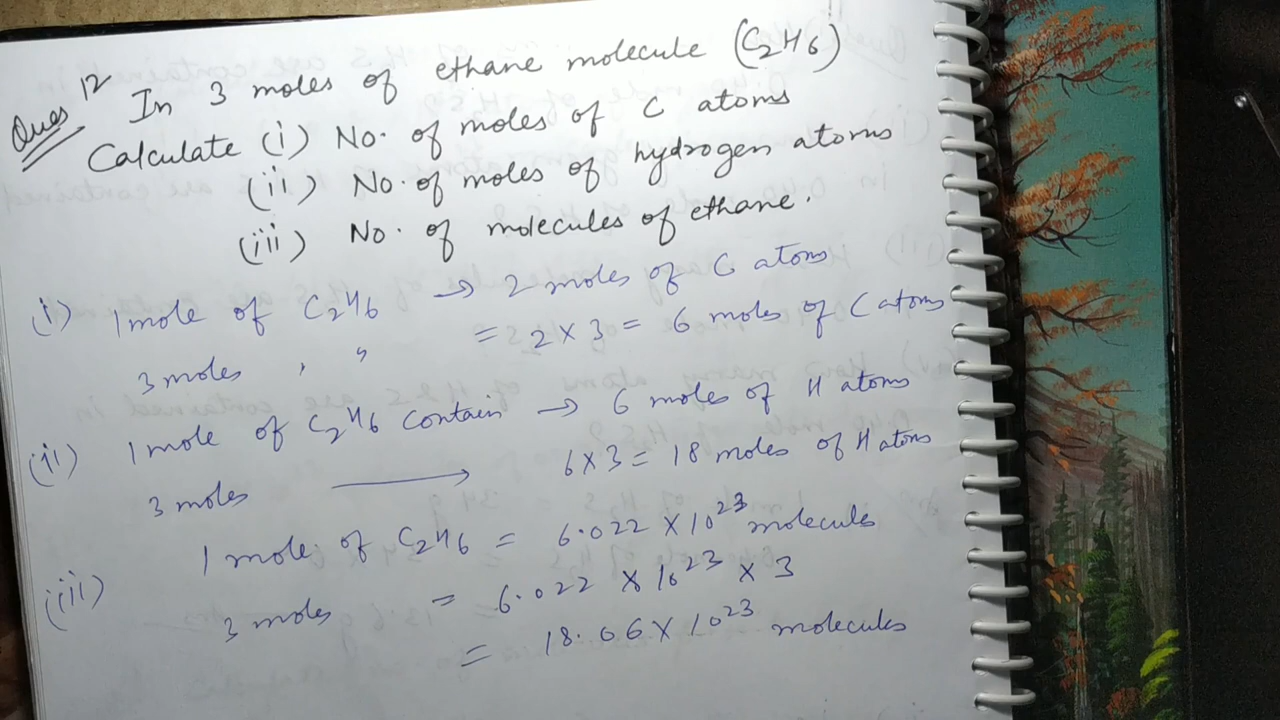 Ques 12 In 3 moles of ethane molecule (C2H6)
Calculate (i) No. of moles of C atoms
(ii) No. of moles of hydrogen atoms
(iii) No. of molecules of ethane.
(i) 1 mole of C2H6 → 2 moles of C atoms
3 moles , " = 2 × 3 = 6 moles of C atoms
(ii) 1 mole of C2H6 contain → 6 moles of H atoms
3 moles → 6 × 3 = 18 moles of H atoms
(iii) 1 mole of C2H6 = 6.022 × 10^23 molecules
3 moles = 6.022 × 10^23 × 3
= 18.06 × 10^23 molecules